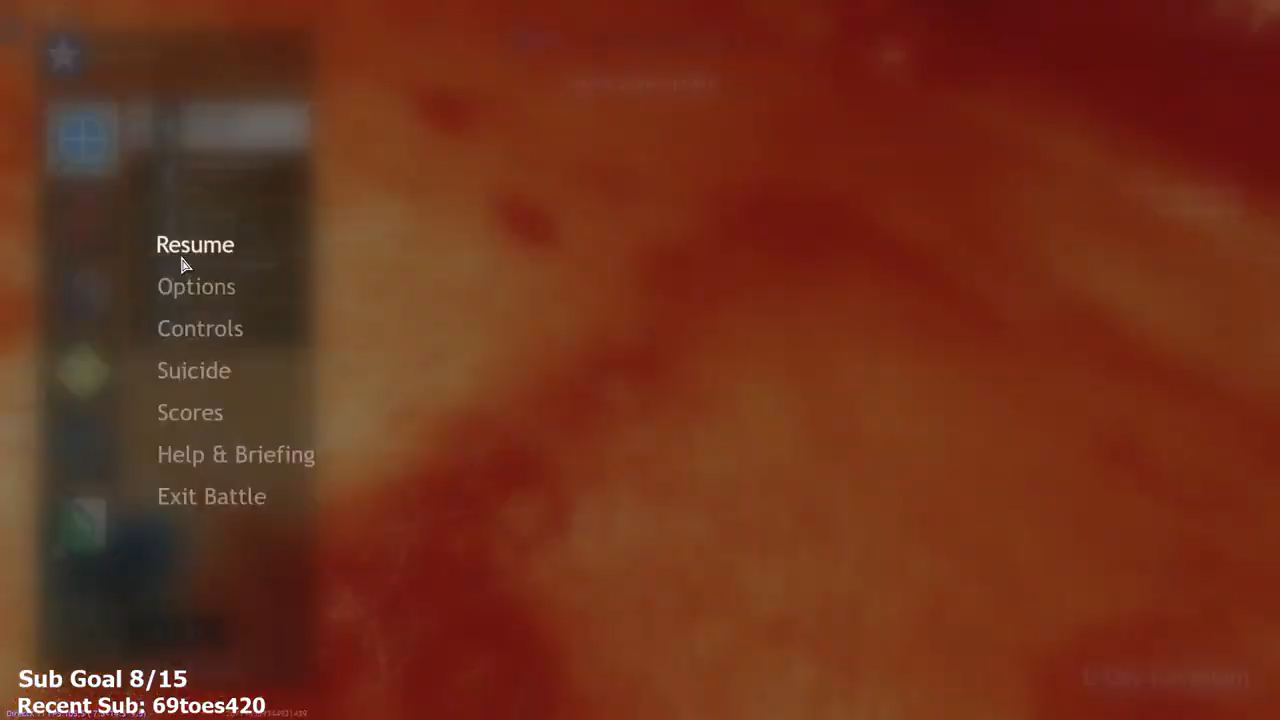 Resume
Options
Controls
Suicide
Scores
Help & Briefing
Exit Battle
Sub Goal 8/15
Recent Sub: 69toes420